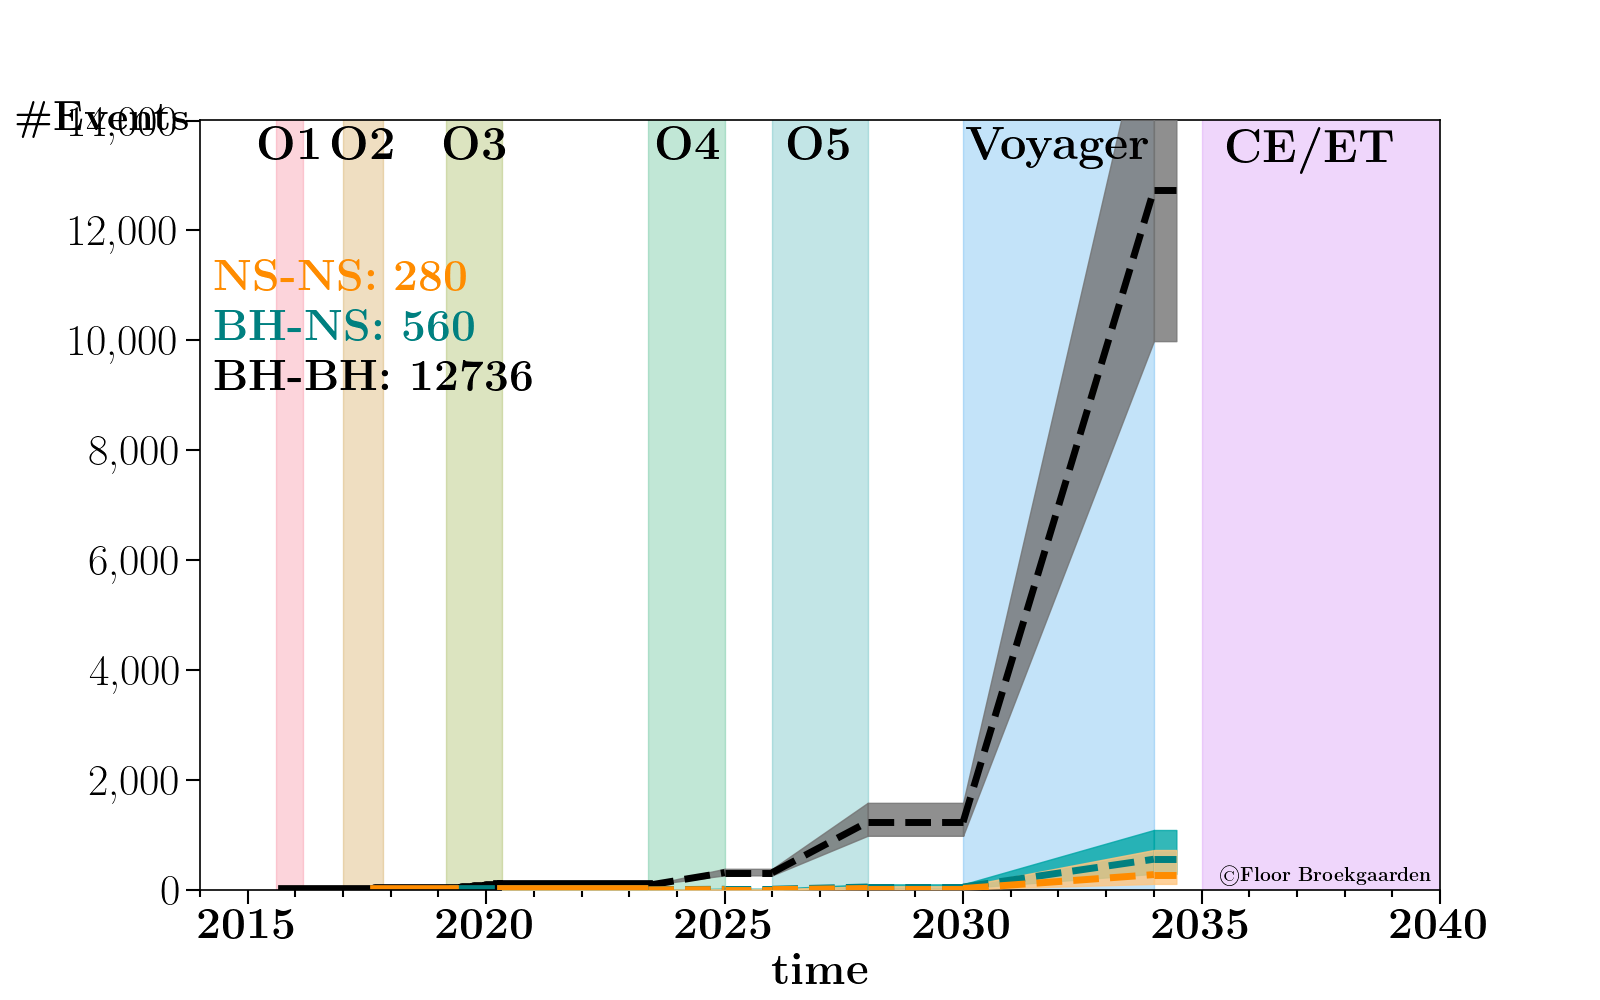 #Events
14,000
O1 O2 O3 O4 O5 Voyager CE/ET
12,000
NS-NS: 280
BH-NS: 560
10,000
BH-BH: 12736
8,000
6,000
4,000
2,000
©Floor Broekgaarden
0
2015 2020 2025 2030 2035 2040
time